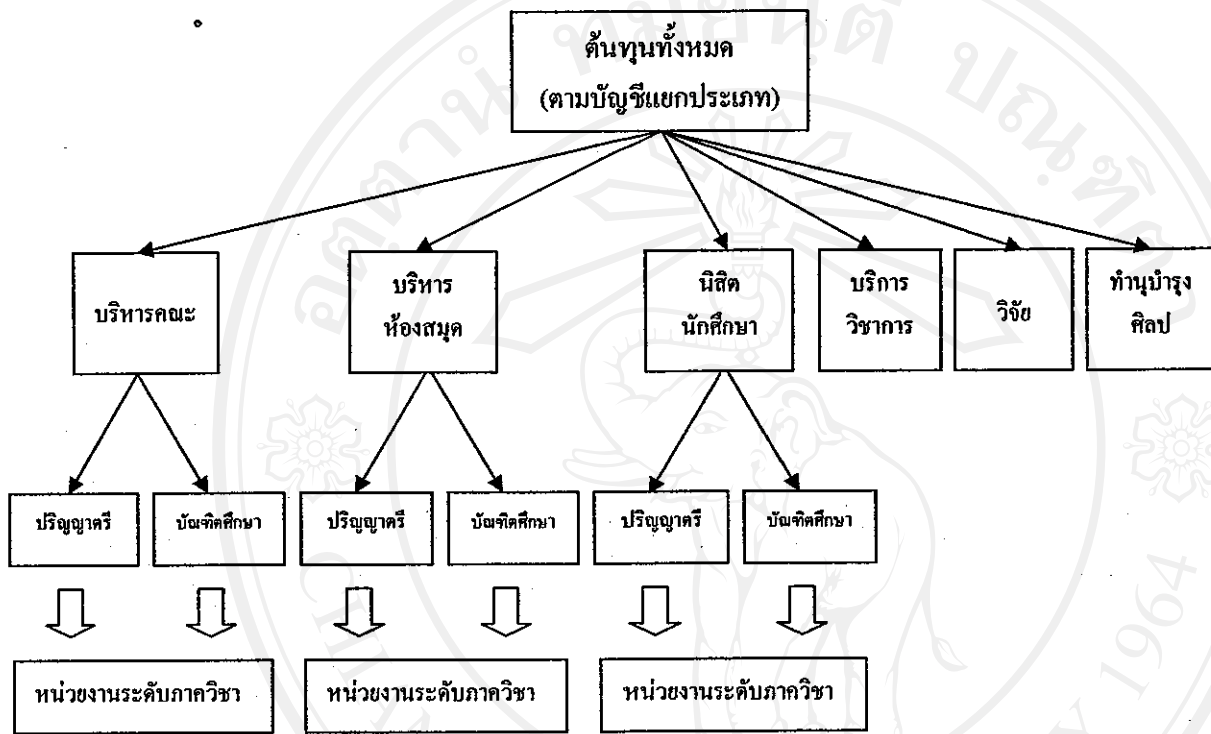 ต้นทุนทั้งหมด
(ตามบัญชีแยกประเภท)
บริหารคณะ
บริหาร
ห้องสมุด
นิสิต
นักศึกษา
บริการ
วิชาการ
วิจัย
ทำนุบำรุง
ศิลป
ปริญญาตรี
บัณฑิตศึกษา
ปริญญาตรี
บัณฑิตศึกษา
ปริญญาตรี
บัณฑิตศึกษา
หน่วยงานระดับภาควิชา
หน่วยงานระดับภาควิชา
หน่วยงานระดับภาควิชา
1964